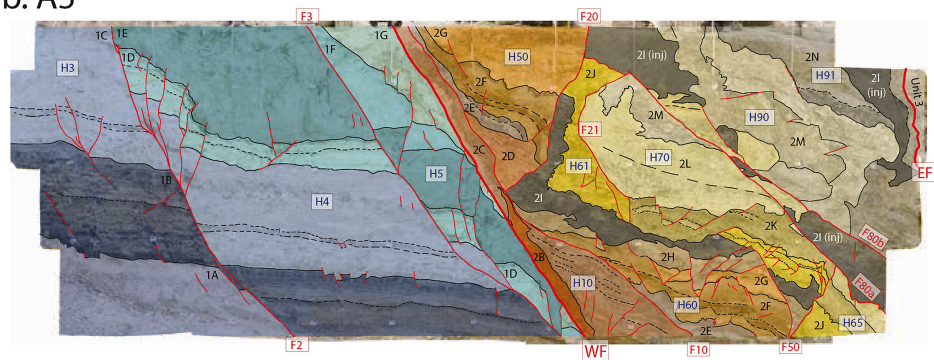 b. A3
F3
F20
1C
1E
1F
1G
2G
H50
2I (inj)
2N
1D
H3
H91
2I
(inj)
Unit 3
2J
2F
2E
2M
H90
F21
2M
2C
2D
H70
2L
H61
EF
1B
H5
H4
2I
2K
2I (inj)
F80b
1A
1D
2B
2H
H10
2G
F80a
H60
2F
2E
2J
H65
F2
WF
F10
F50